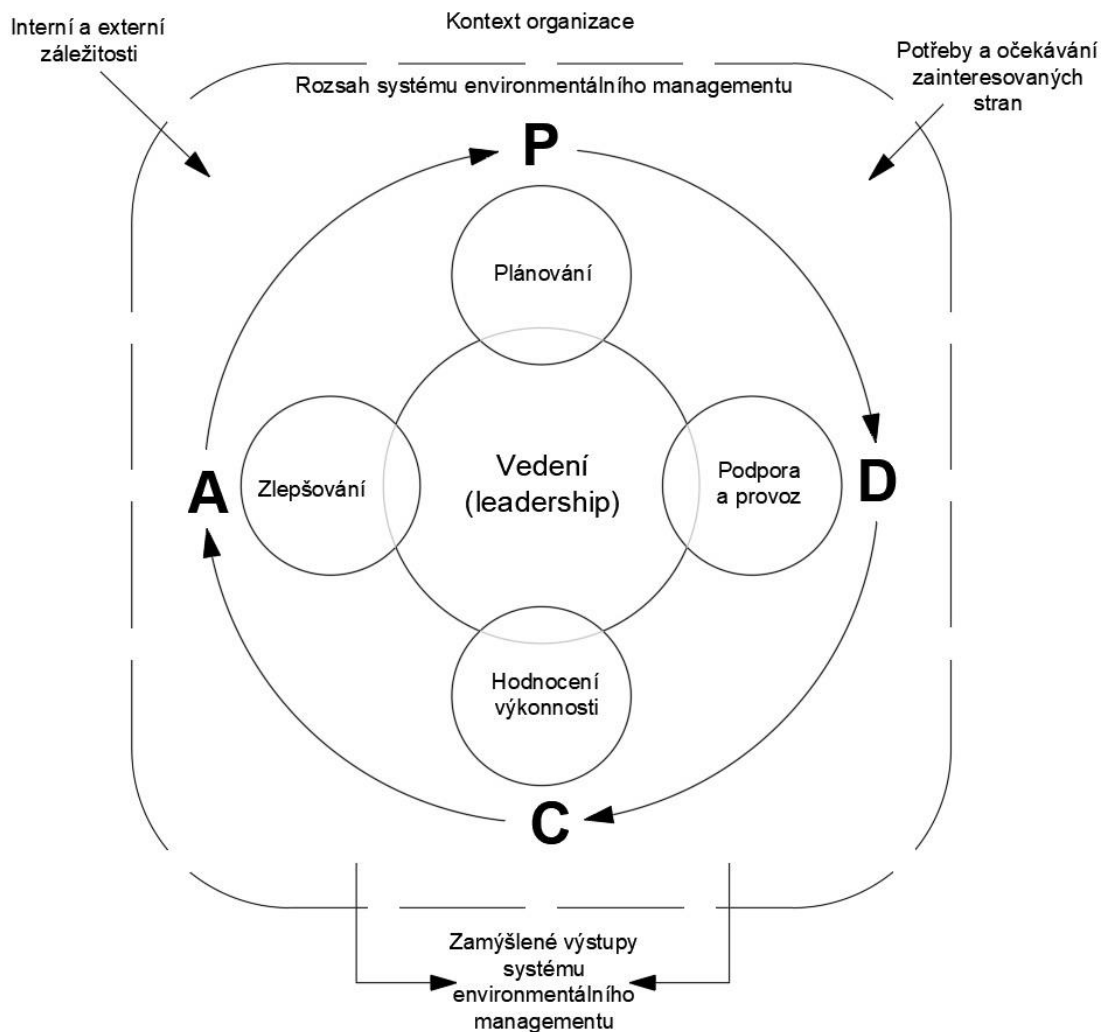 Kontext organizace
Interní a externí
záležitosti
Potřeby a očekávání
zainteresovaných
stran
Rozsah systému environmentálního managementu
P
Plánování
A
Zlepšování
Vedení
(leadership)
Podpora
a provoz
D
Hodnocení
výkonnosti
C
Zamýšlené výstupy
systému
environmentálního
managementu